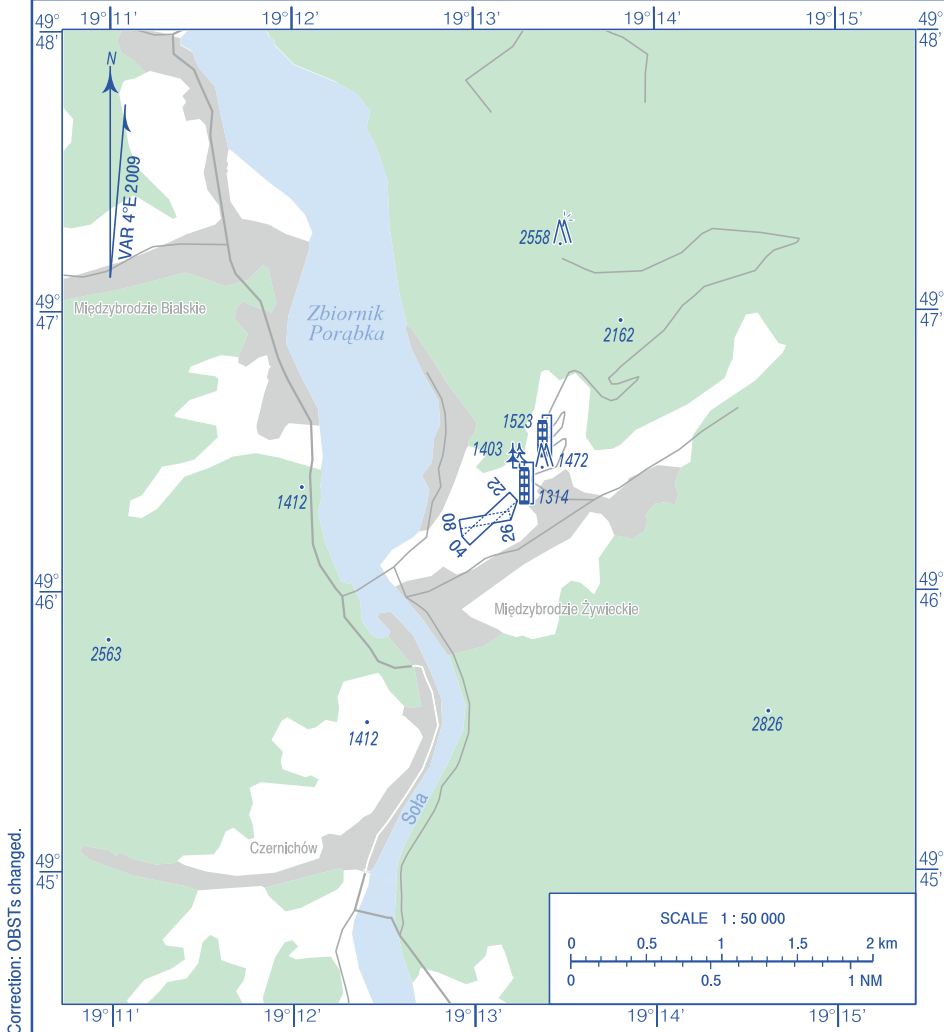 19°11' 19°12' 19°13' 19°14' 19°15'
49° 48' 49° 48'
N
VAR 4°E 2009
2558
Międzybrodzie Bialskie
49° 47' 49° 47'
Zbiornik
Porąbka
2162
1523
1403
1472
1412
1314
22
08
26
04
49° 46' 49° 46'
Międzybrodzie Żywieckie
2563
2826
1412
Soła
Czernichów
49° 45' 49° 45'
SCALE 1 : 50 000
0 0.5 1 1.5 2 km
0 0.5 1 NM
19°11' 19°12' 19°13' 19°14' 19°15'
Correction: OBSTs changed.